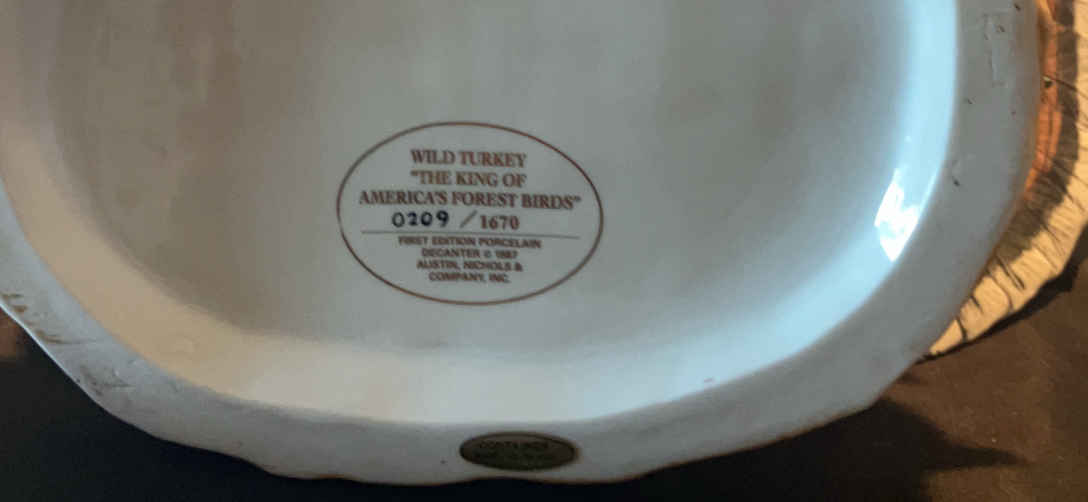 WILD TURKEY
"THE KING OF
AMERICA'S FOREST BIRDS"
0209 / 1670
FIRST EDITION PORCELAIN
DECANTER © 1987
AUSTIN, NICHOLS &
COMPANY, INC.
CONTAINER